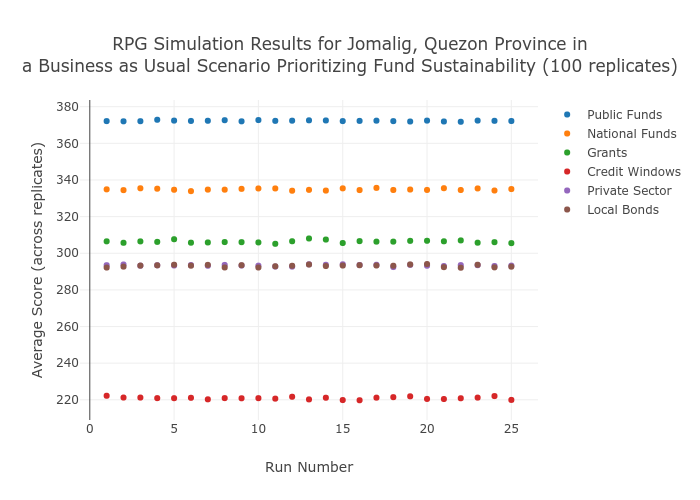 RPG Simulation Results for Jomalig, Quezon Province in
a Business as Usual Scenario Prioritizing Fund Sustainability (100 replicates)
Average Score (across replicates)
380
360
340
320
300
280
260
240
220
0
5
10
15
20
25
Run Number
Public Funds
National Funds
Grants
Credit Windows
Private Sector
Local Bonds